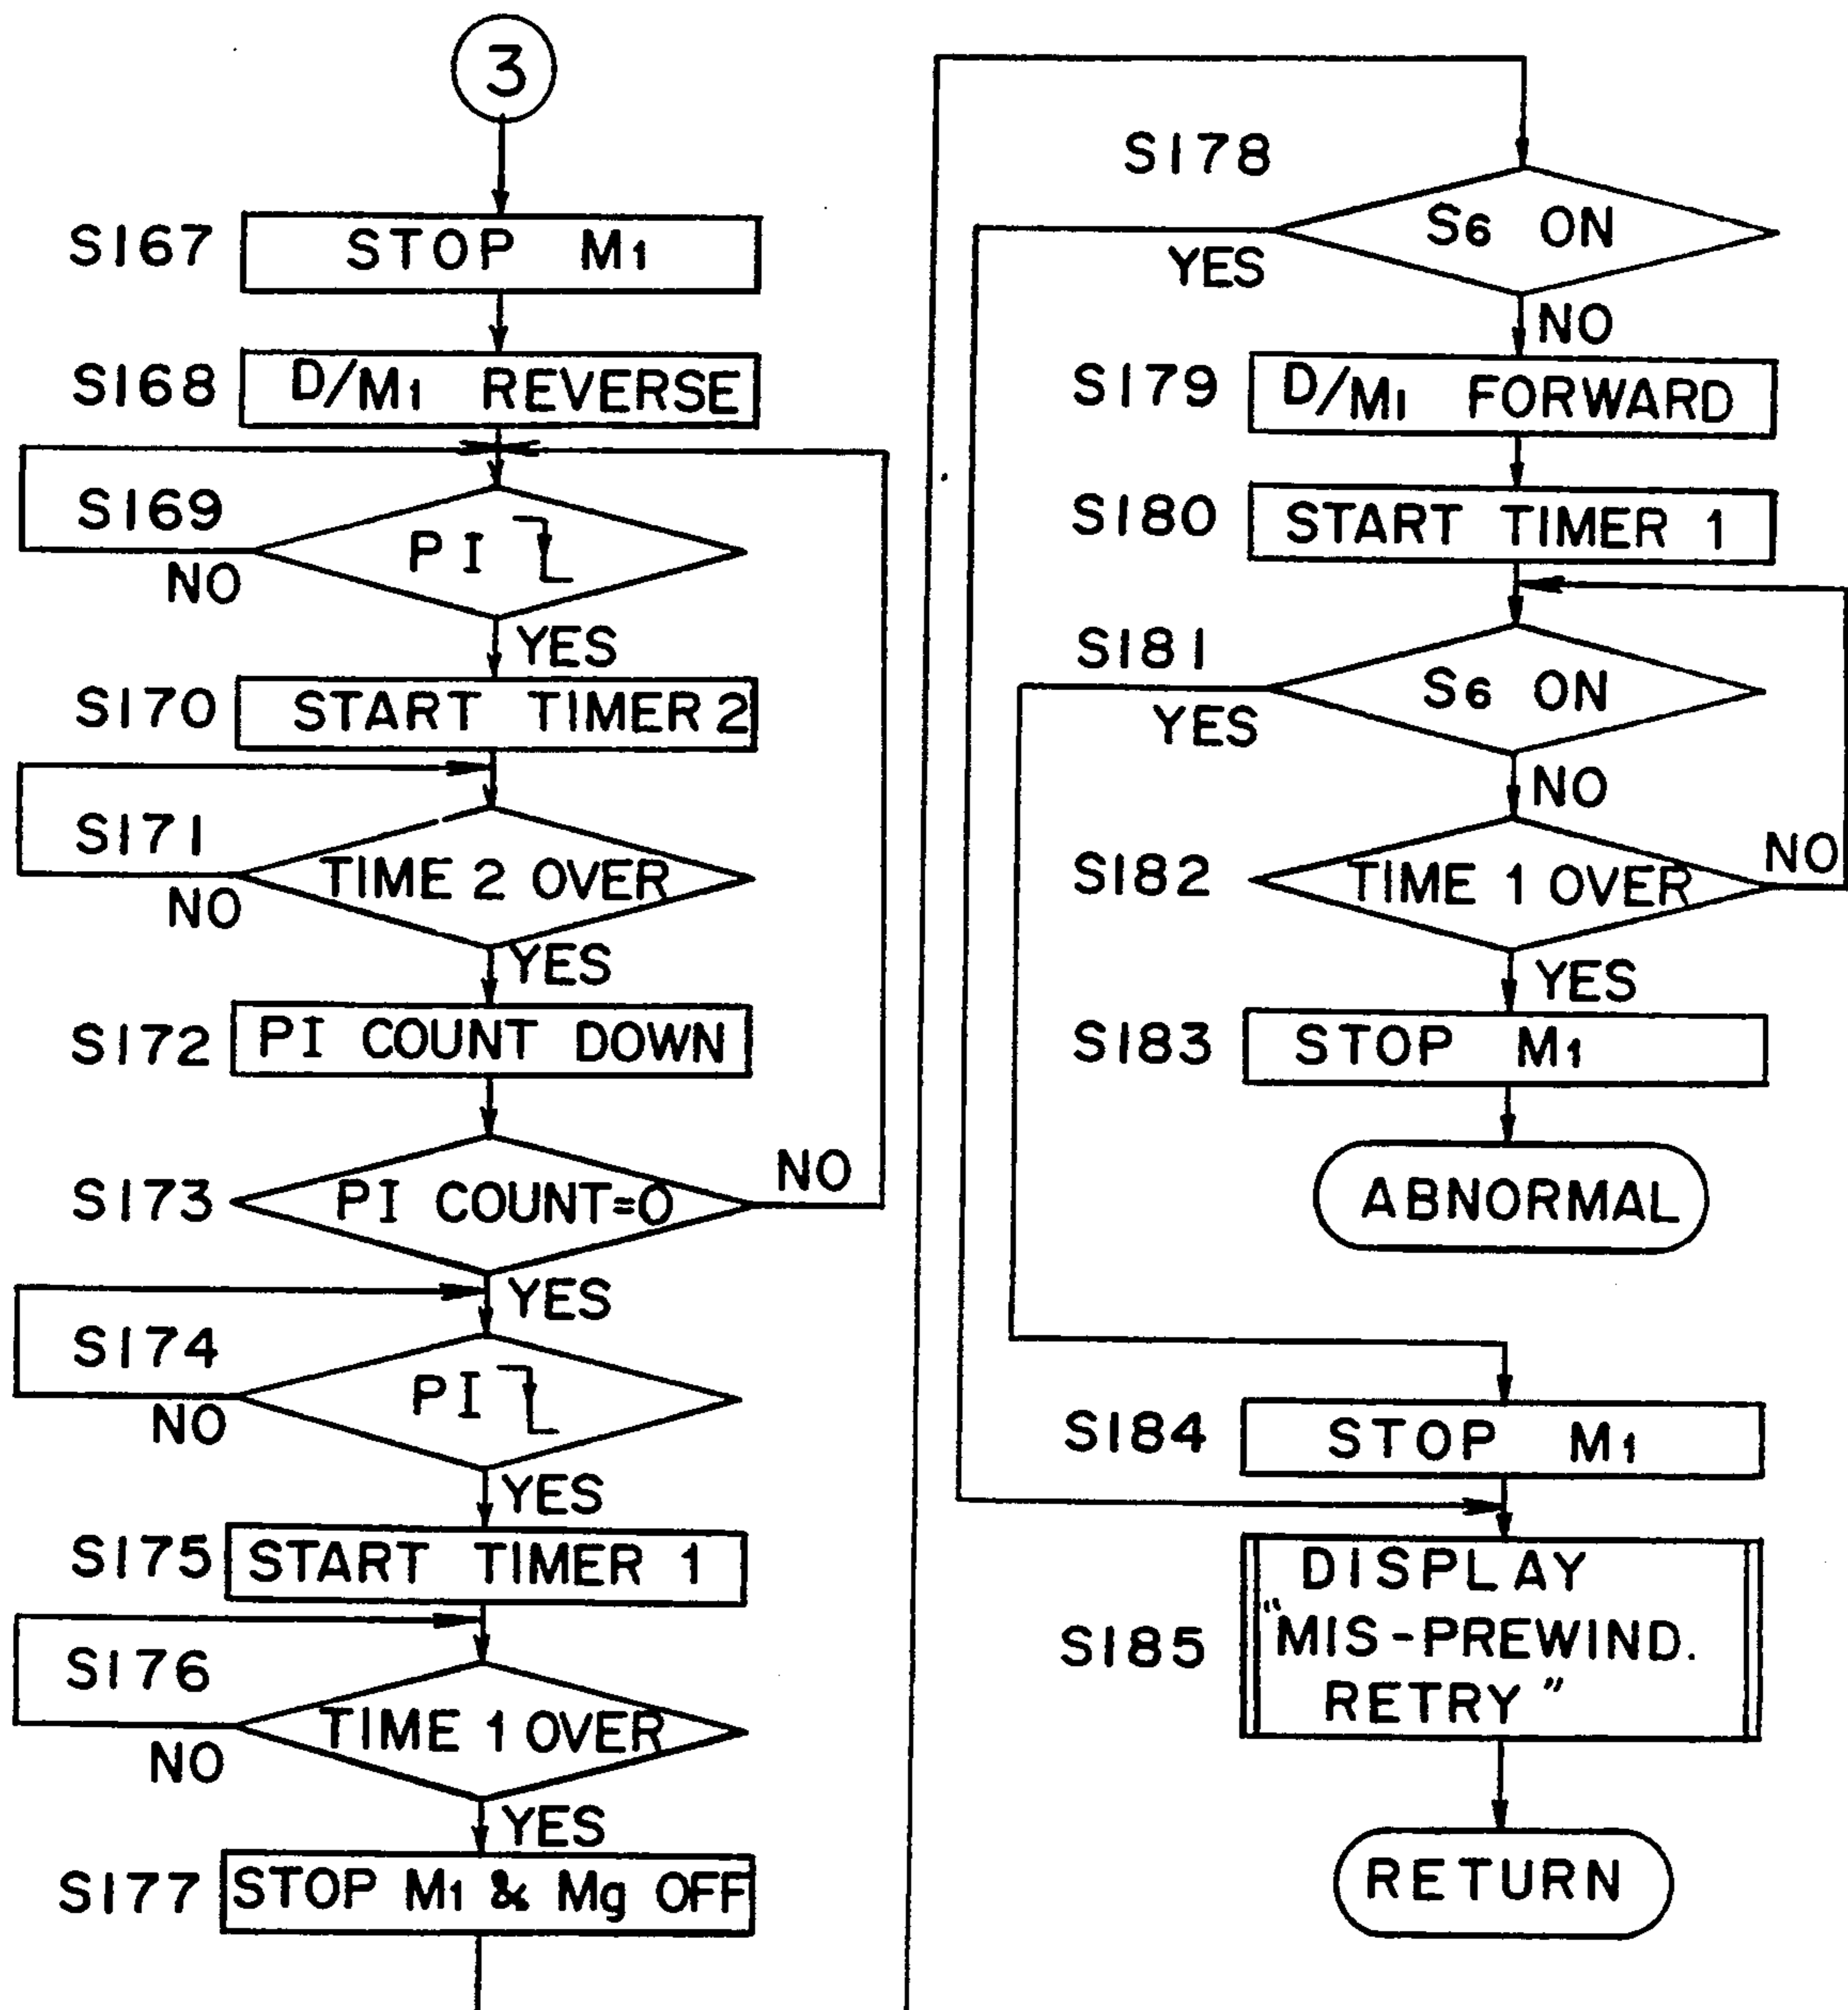 3
S167 STOP M1
S168 D/M1 REVERSE
S169
PI
NO
YES
S170 START TIMER 2
S171
TIME 2 OVER
NO
YES
S172 PI COUNT DOWN
S173 PI COUNT=0
NO
YES
S174
PI
NO
YES
S175 START TIMER 1
S176
TIME 1 OVER
NO
YES
S177 STOP M1 & Mg OFF
S178
S6 ON
YES
NO
S179 D/M1 FORWARD
S180 START TIMER 1
S181
S6 ON
YES
NO
S182 TIME 1 OVER
NO
YES
S183 STOP M1
ABNORMAL
S184 STOP M1
S185
DISPLAY
"MIS-PREWIND.
RETRY"
RETURN